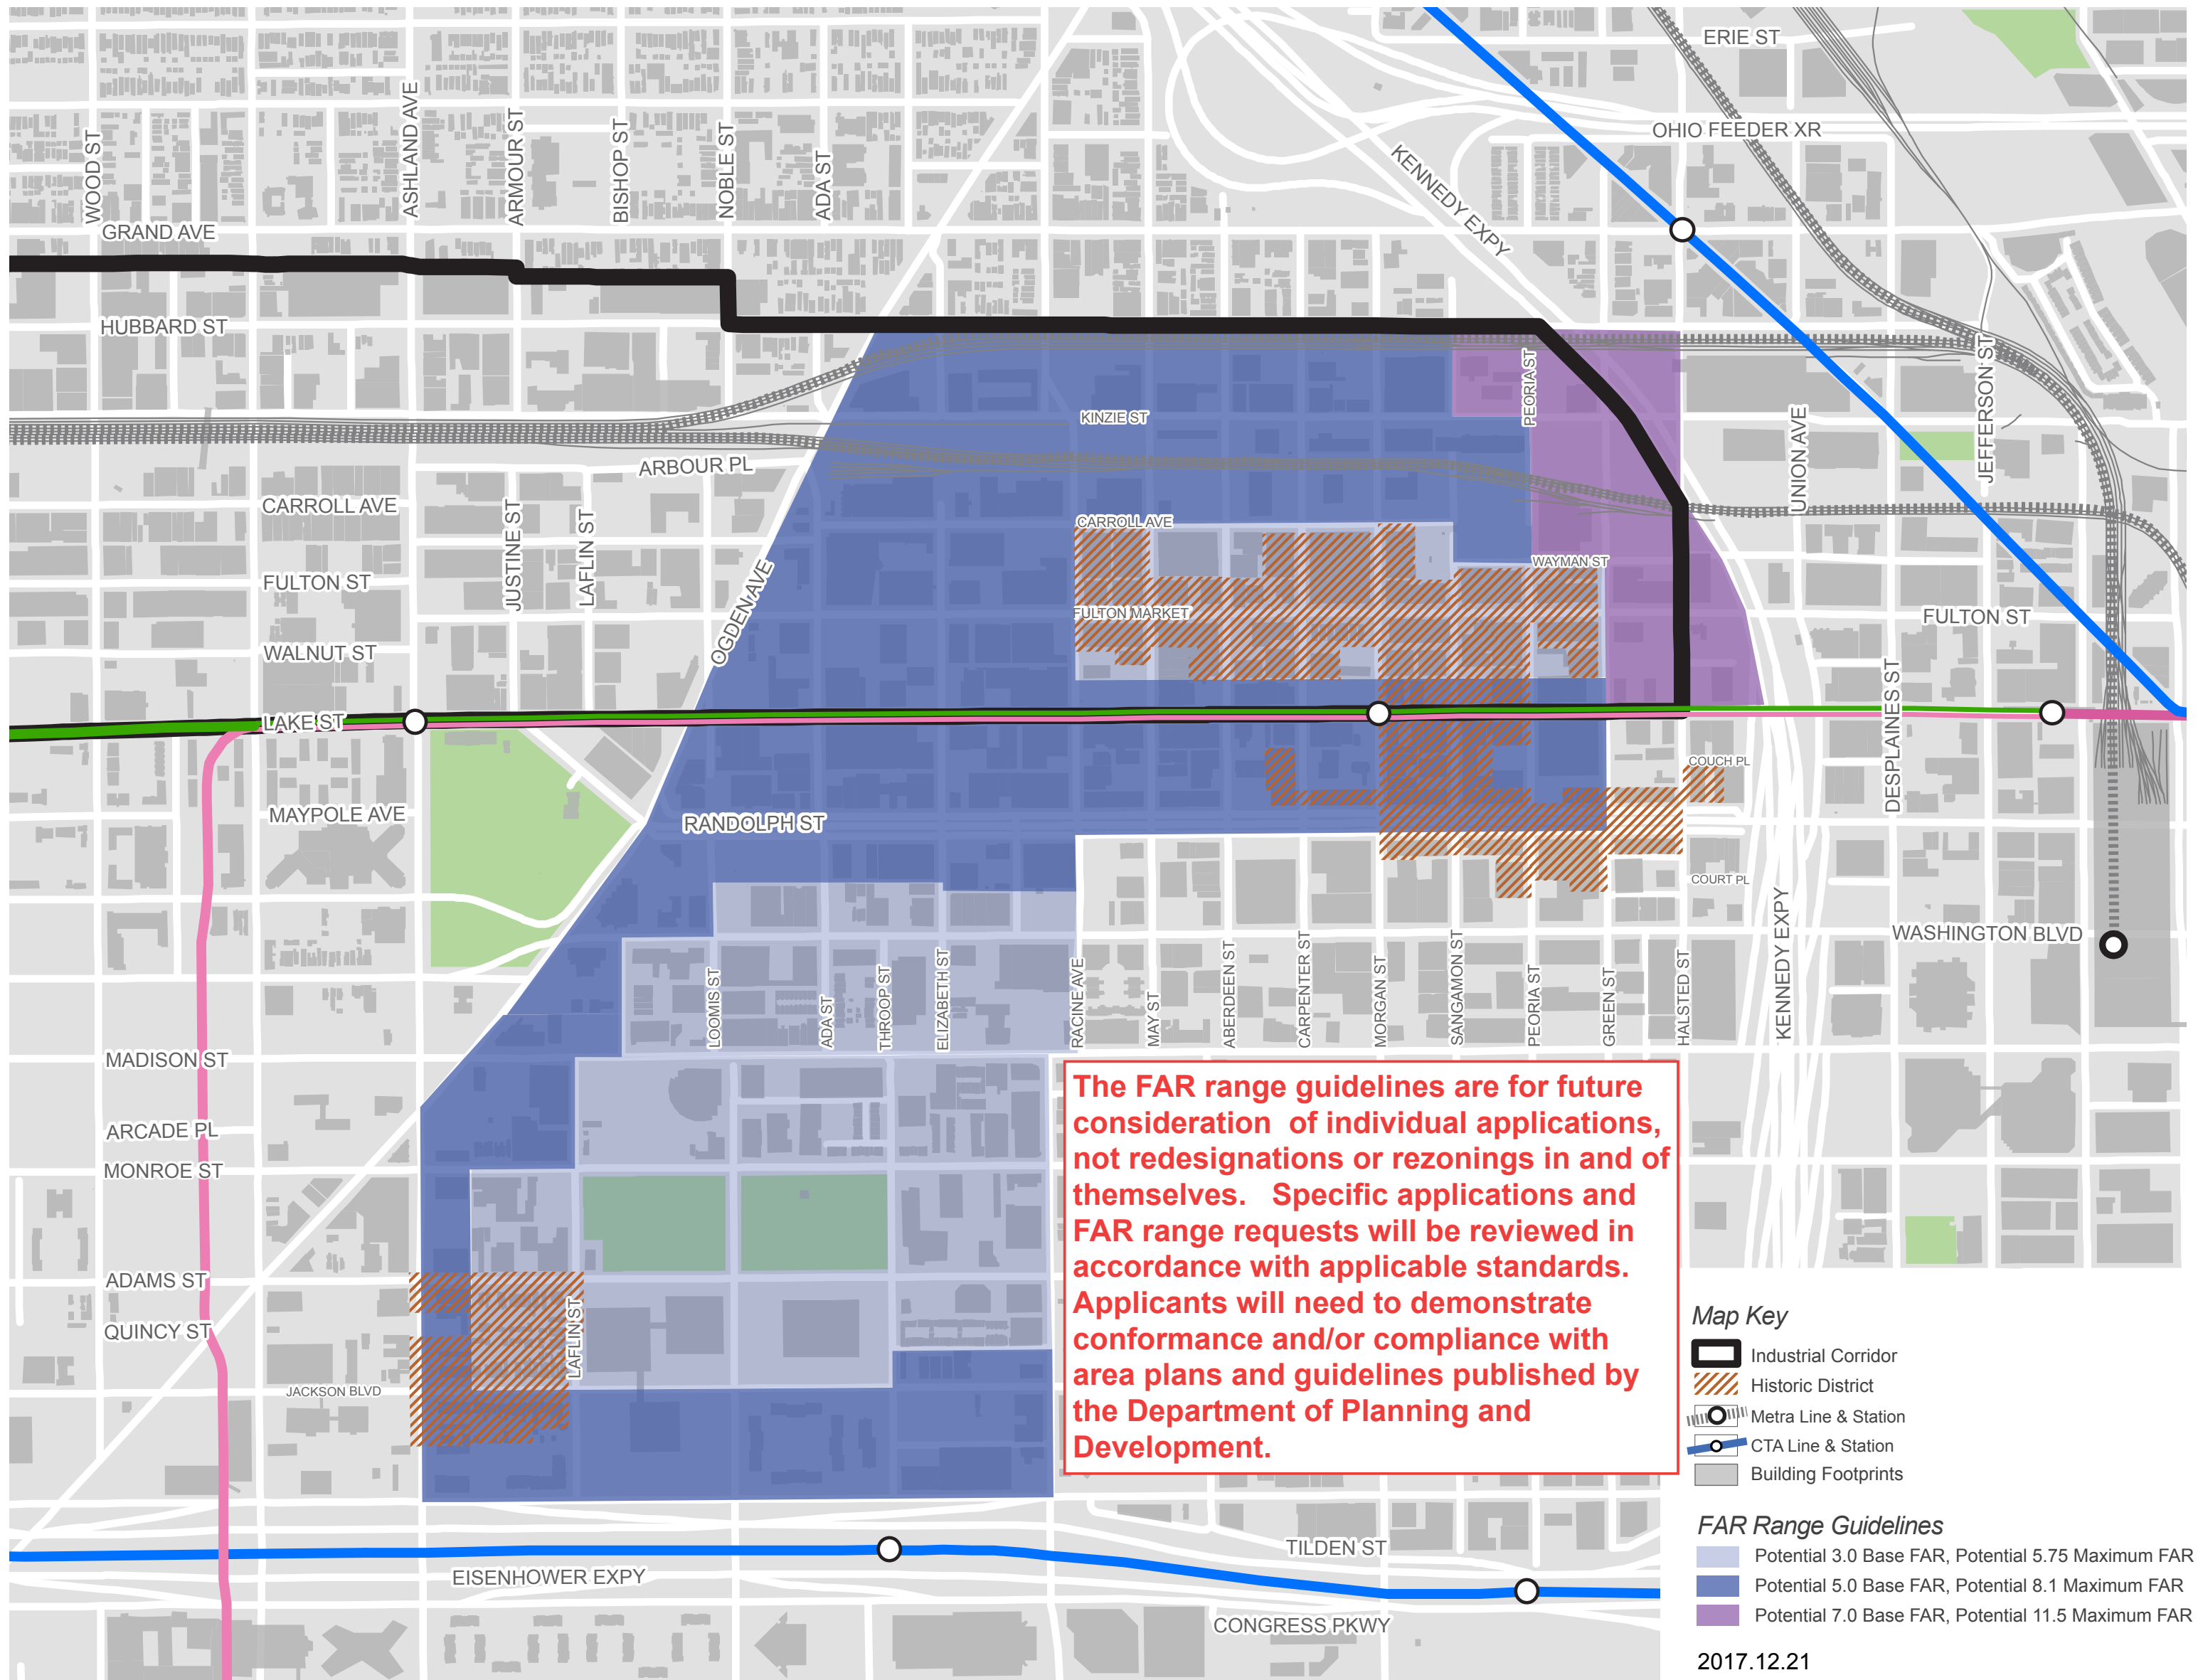 ERIE ST
OHIO FEEDER XR
KENNEDY EXPY
WOOD ST
ASHLAND AVE
ARMOUR ST
BISHOP ST
NOBLE ST
ADA ST
GRAND AVE
HUBBARD ST
PEORIA ST
JEFFERSON ST
KINZIE ST
UNION AVE
ARBOUR PL
CARROLL AVE
JUSTINE ST
LAFLIN ST
CARROLL AVE
WAYMAN ST
FULTON ST
OGDEN AVE
FULTON MARKET
FULTON ST
WALNUT ST
DESPLAINES ST
LAKE ST
COUCH PL
MAYPOLE AVE
RANDOLPH ST
COURT PL
KENNEDY EXPY
WASHINGTON BLVD
LOOMIS ST
ADA ST
THROOP ST
ELIZABETH ST
RACINE AVE
MAY ST
ABERDEEN ST
CARPENTER ST
MORGAN ST
SANGAMON ST
PEORIA ST
GREEN ST
HALSTED ST
MADISON ST
ARCADE PL
MONROE ST
ADAMS ST
QUINCY ST
LAFLIN ST
JACKSON BLVD
The FAR range guidelines are for future
consideration of individual applications,
not redesignations or rezonings in and of
themselves. Specific applications and
FAR range requests will be reviewed in
accordance with applicable standards.
Applicants will need to demonstrate
conformance and/or compliance with
area plans and guidelines published by
the Department of Planning and
Development.
TILDEN ST
EISENHOWER EXPY
CONGRESS PKWY
Map Key
Industrial Corridor
Historic District
Metra Line & Station
CTA Line & Station
Building Footprints
FAR Range Guidelines
Potential 3.0 Base FAR, Potential 5.75 Maximum FAR
Potential 5.0 Base FAR, Potential 8.1 Maximum FAR
Potential 7.0 Base FAR, Potential 11.5 Maximum FAR
2017.12.21